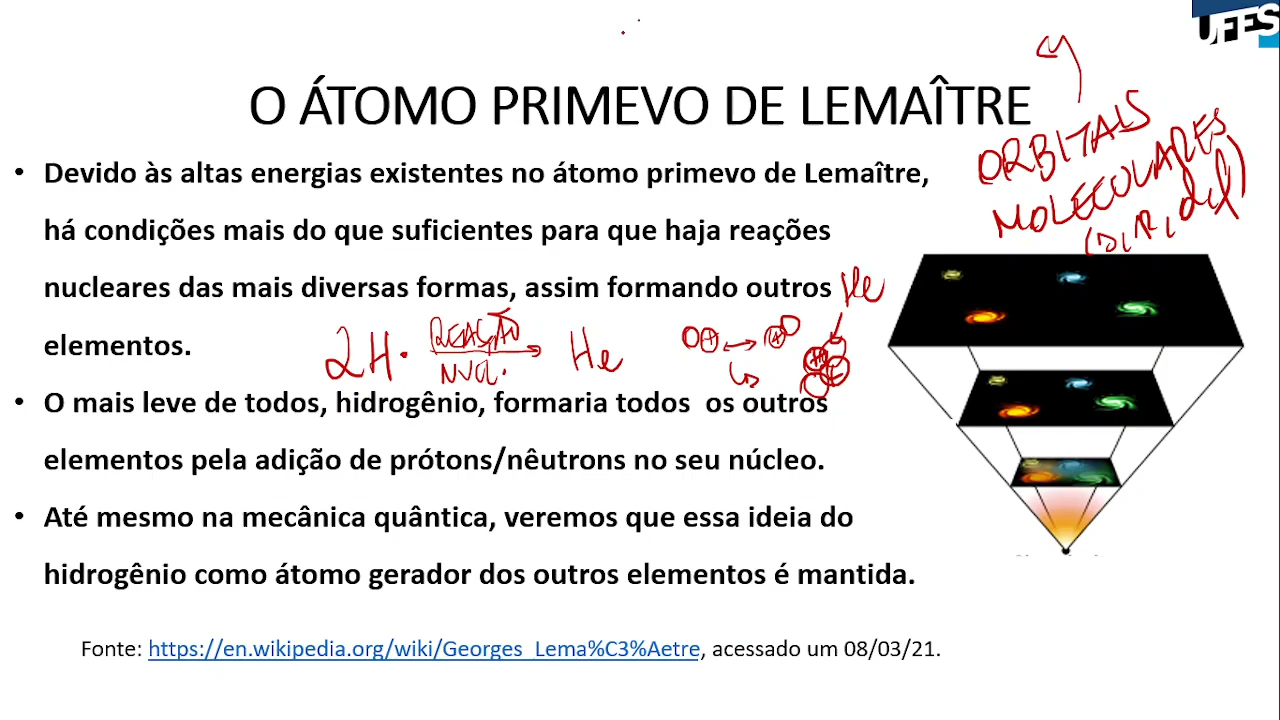 UFES
O ÁTOMO PRIMEVO DE LEMAÎTRE
ORBITAIS
MOLECULARES
• Devido às altas energias existentes no átomo primevo de Lemaître,
há condições mais do que suficientes para que haja reações
nucleares das mais diversas formas, assim formando outros
He
elementos.
2H. REAÇÃO NUCL. He
• O mais leve de todos, hidrogênio, formaria todos os outros
elementos pela adição de prótons/nêutrons no seu núcleo.
• Até mesmo na mecânica quântica, veremos que essa ideia do
hidrogênio como átomo gerador dos outros elementos é mantida.
Fonte: https://en.wikipedia.org/wiki/Georges_Lema%C3%Aetre, acessado um 08/03/21.